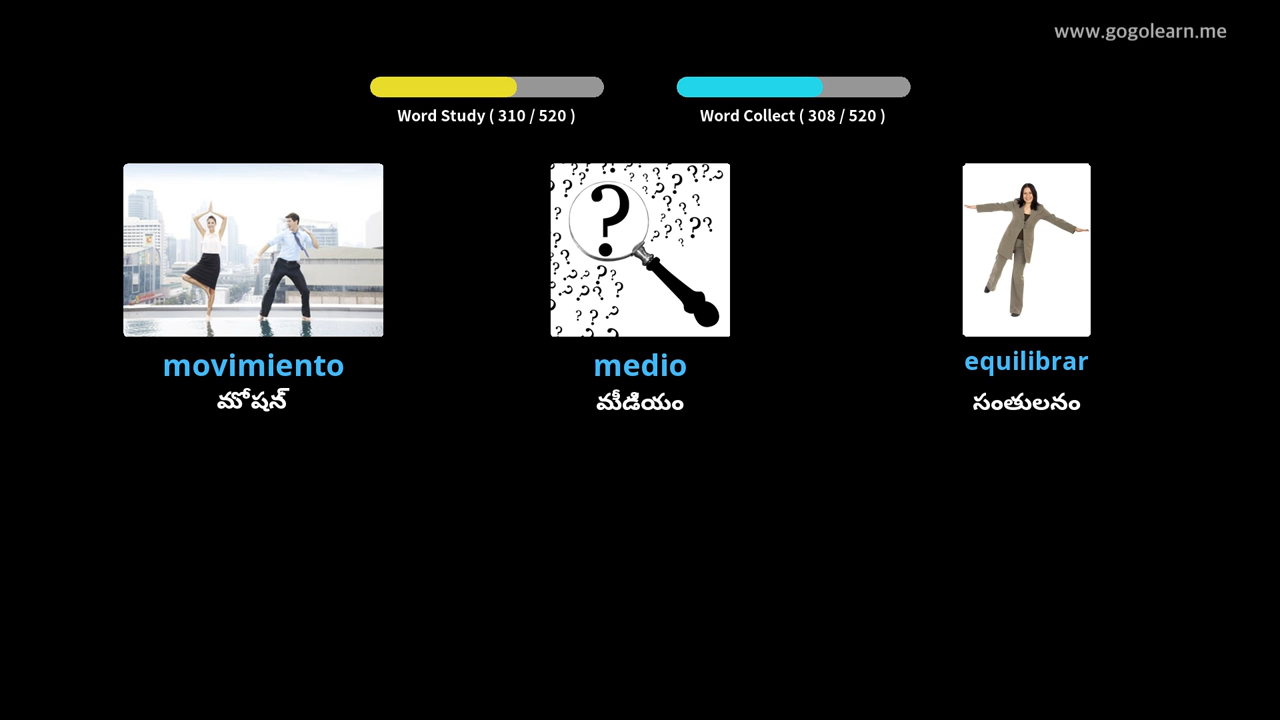 www.gogolearn.me
Word Study ( 310 / 520 )
Word Collect ( 308 / 520 )
movimiento
మోషన్
medio
మీడియం
equilibrar
సంతులనం